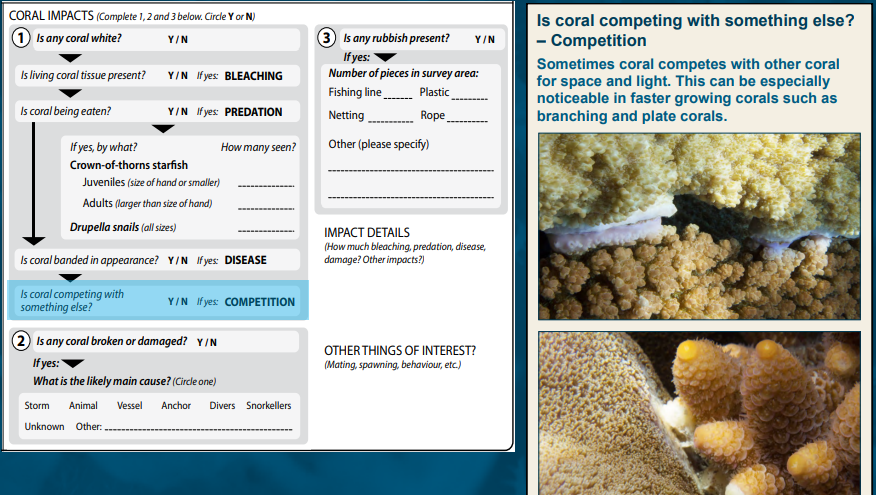 CORAL IMPACTS (Complete 1, 2 and 3 below. Circle Y or N)
1 Is any coral white? Y / N
Is living coral tissue present? Y / N If yes: BLEACHING
Is coral being eaten? Y / N If yes: PREDATION
If yes, by what? How many seen?
Crown-of-thorns starfish
Juveniles (size of hand or smaller) ___________
Adults (larger than size of hand) ___________
Drupella snails (all sizes) ___________
Is coral banded in appearance? Y / N If yes: DISEASE
Is coral competing with
something else? Y / N If yes: COMPETITION
2 Is any coral broken or damaged? Y / N
If yes:
What is the likely main cause? (Circle one)
Storm Animal Vessel Anchor Divers Snorkellers
Unknown Other: ___________
3 Is any rubbish present? Y / N
If yes:
Number of pieces in survey area:
Fishing line ______ Plastic ________
Netting __________ Rope _________
Other (please specify)
IMPACT DETAILS
(How much bleaching, predation, disease,
damage? Other impacts?)
OTHER THINGS OF INTEREST?
(Mating, spawning, behaviour, etc.)
Is coral competing with something else?
– Competition
Sometimes coral competes with other coral
for space and light. This can be especially
noticeable in faster growing corals such as
branching and plate corals.